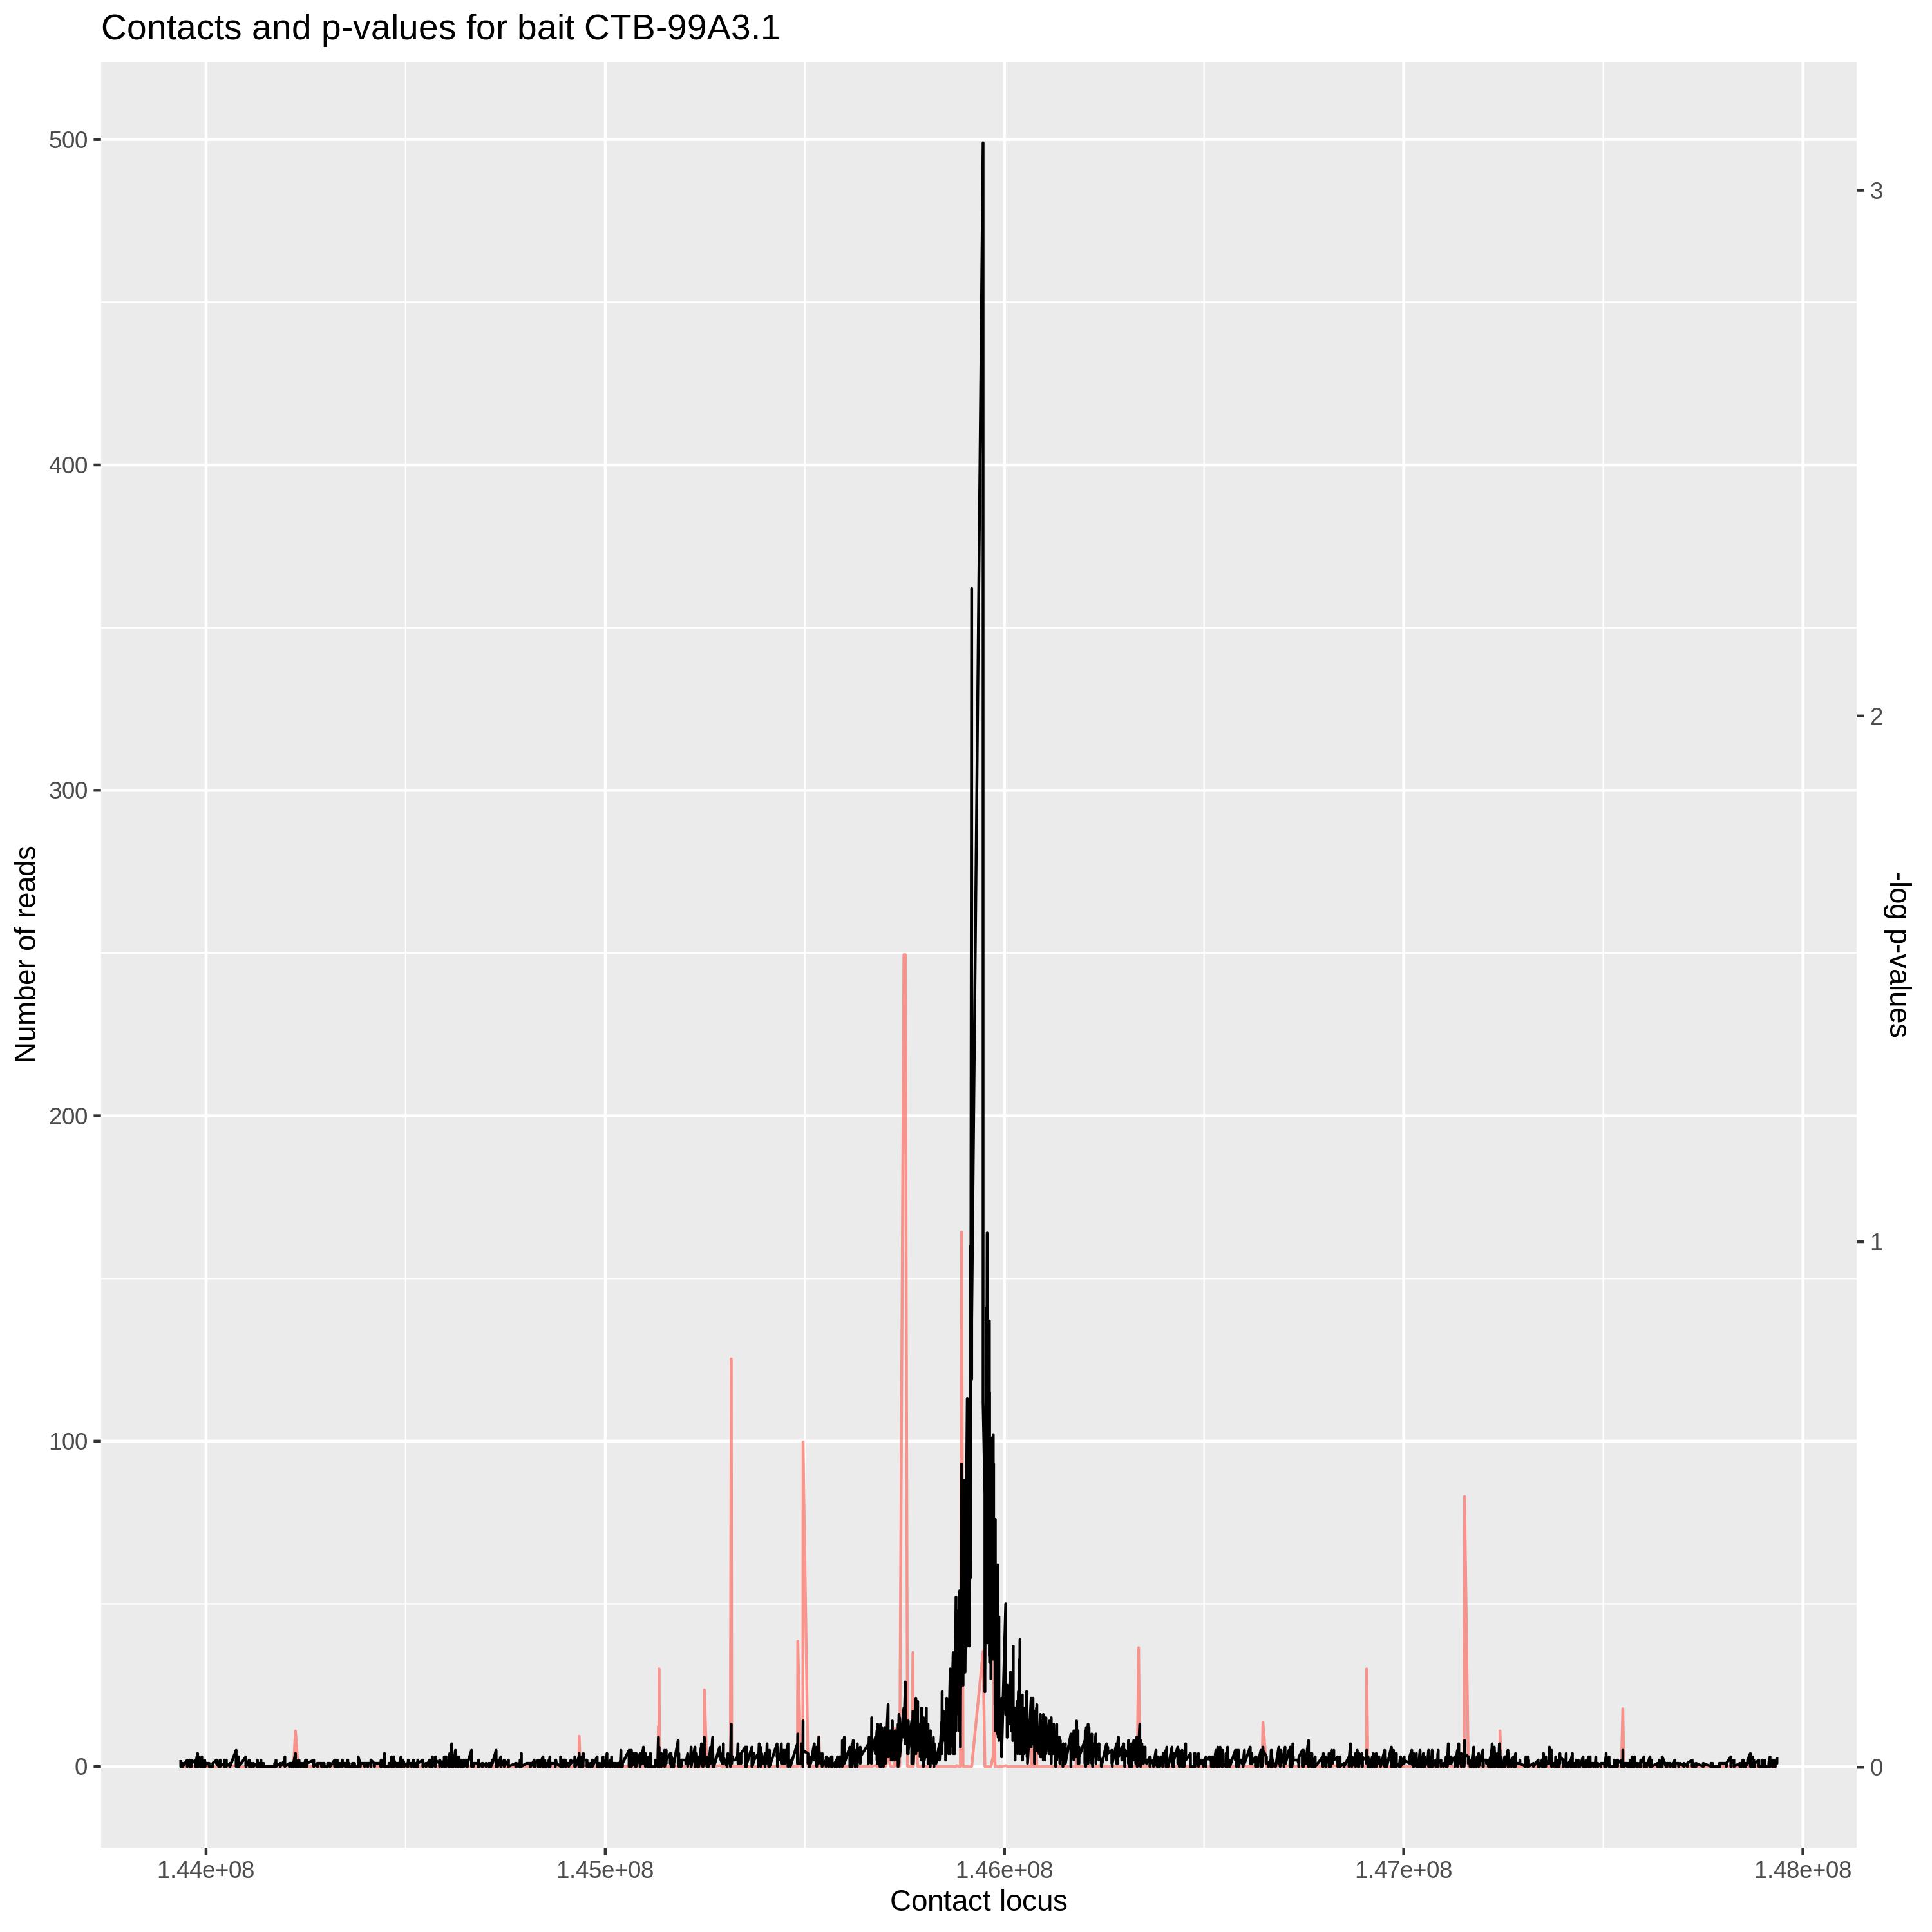 Contacts and p-values for bait CTB-99A3.1
500
400
300
200
100
0
Number of reads
3
2
1
0
-log p-values
1.44e+08 1.45e+08 1.46e+08 1.47e+08 1.48e+08
Contact locus